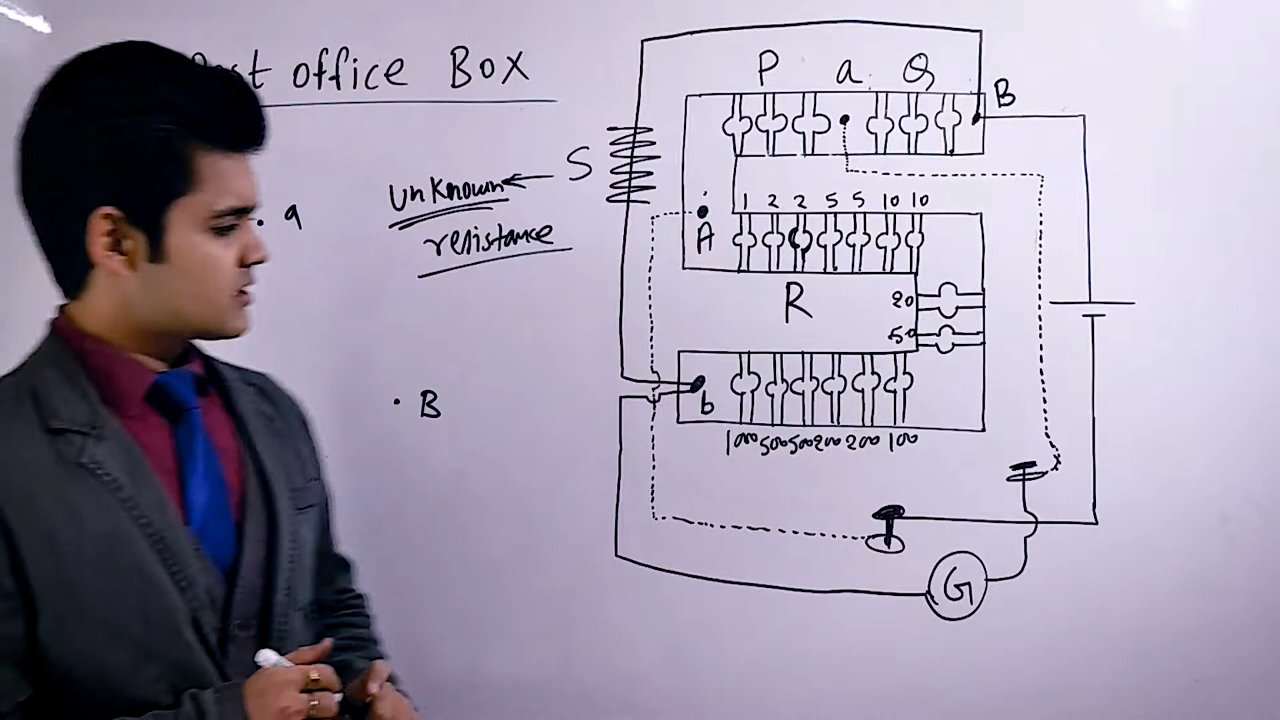 Post office Box
P a Q B
S
unknown
resistance
. a
A
1 2 2 5 5 10 10
R
20
50
b
. B
1000 500 500 200 200 100
G